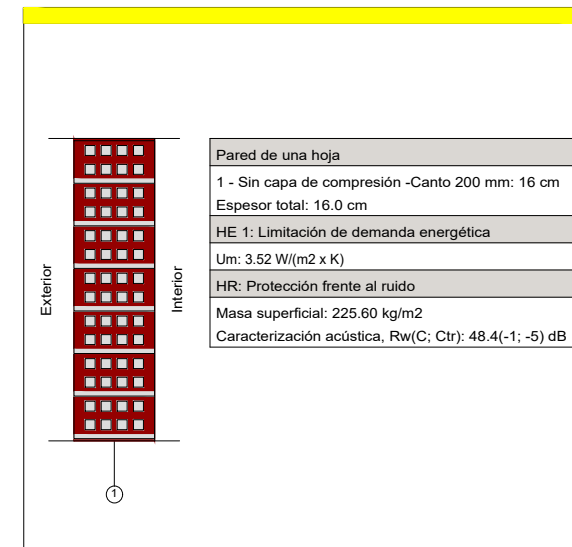 Exterior
Interior
1
Pared de una hoja
1 - Sin capa de compresión -Canto 200 mm: 16 cm
Espesor total: 16.0 cm
HE 1: Limitación de demanda energética
Um: 3.52 W/(m2 x K)
HR: Protección frente al ruido
Masa superficial: 225.60 kg/m2
Caracterización acústica, Rw(C; Ctr): 48.4(-1; -5) dB